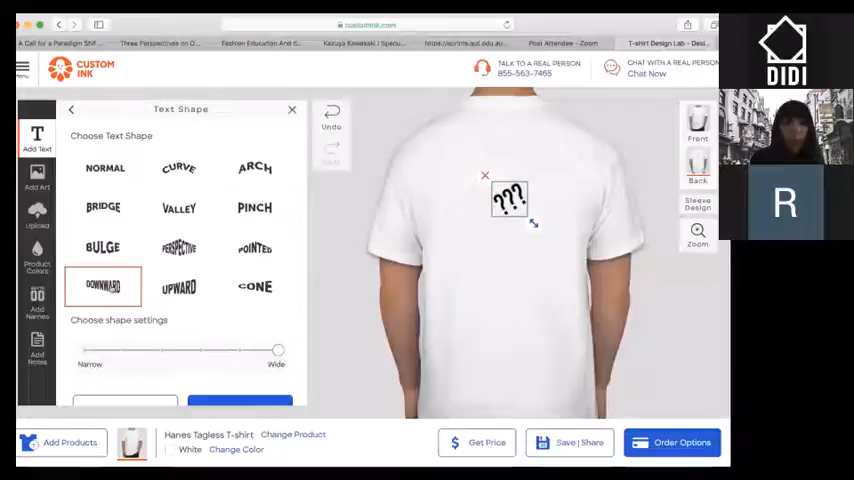 customink.com
A Call for a Paradigm Shif...
Three Perspectives on D...
Fashion Education And S...
Kazuya Kawasaki I Specu...
https://eprints.qut.edu.au...
Post Attendee - Zoom
T-shirt Design Lab - Desi...
Menu
CUSTOM
INK
TALK TO A REAL PERSON
855-563-7465
CHAT WITH A REAL PERSON
Chat Now
DIDI
T
Add Text
Add Art
Upload
Product
Colors
Add
Names
Add
Notes
Text Shape
Choose Text Shape
NORMAL
CURVE
ARCH
BRIDGE
VALLEY
PINCH
BULGE
PERSPECTIVE
POINTED
DOWNWARD
UPWARD
CONE
Choose shape settings
Narrow
Wide
Undo
Redo
???
Front
Back
Sleeve
Design
Zoom
R
Add Products
Hanes Tagless T-shirt
Change Product
White
Change Color
$ Get Price
Save | Share
Order Options